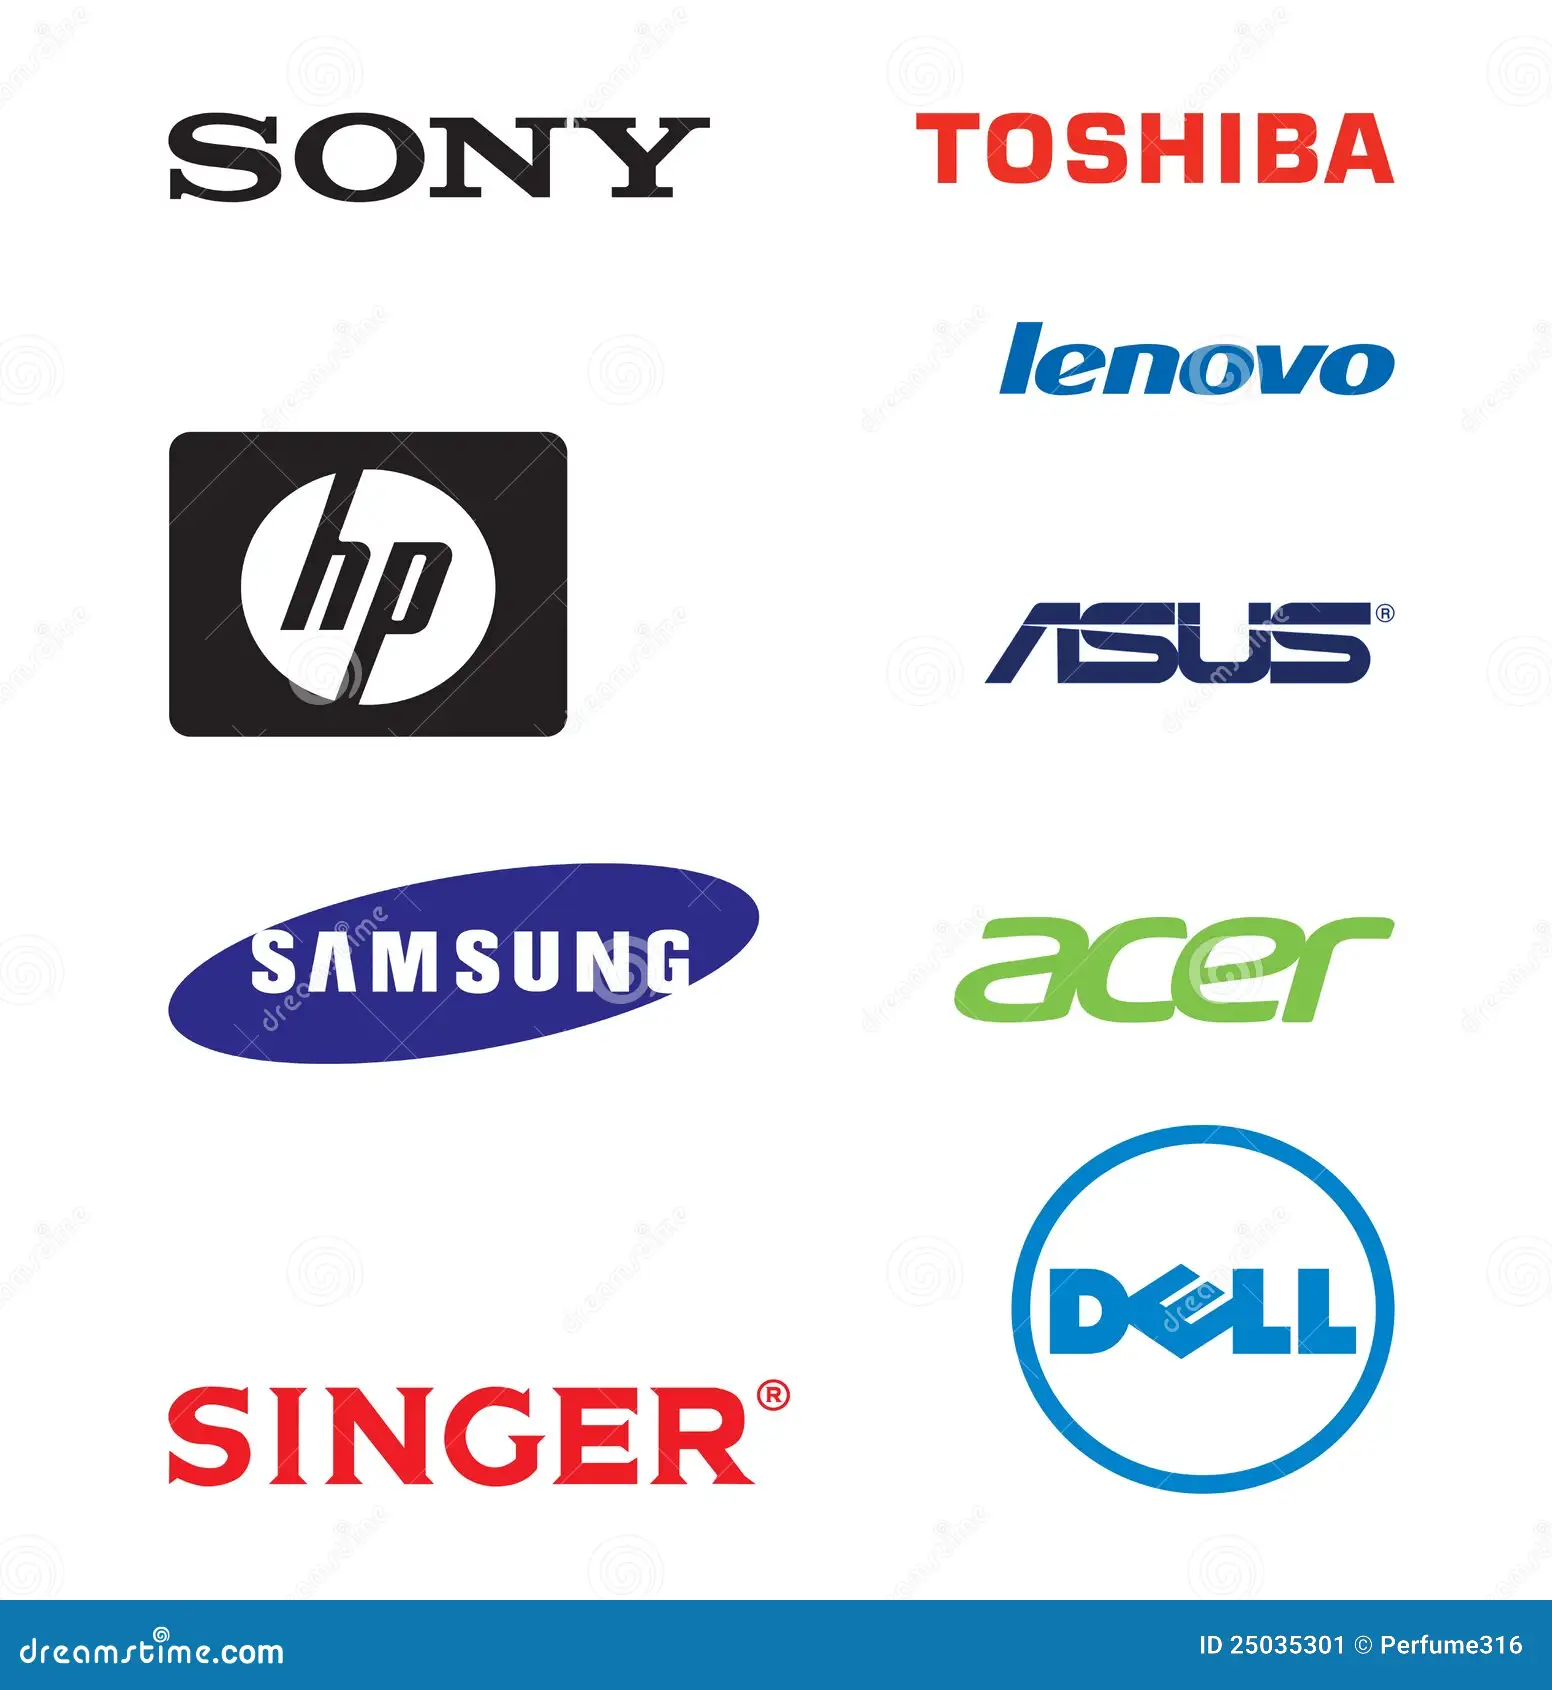 SONY
TOSHIBA
lenovo
hp
ASUS®
SAMSUNG
acer
DELL
SINGER®
dreamstime.com
ID 25035301 © Perfume316